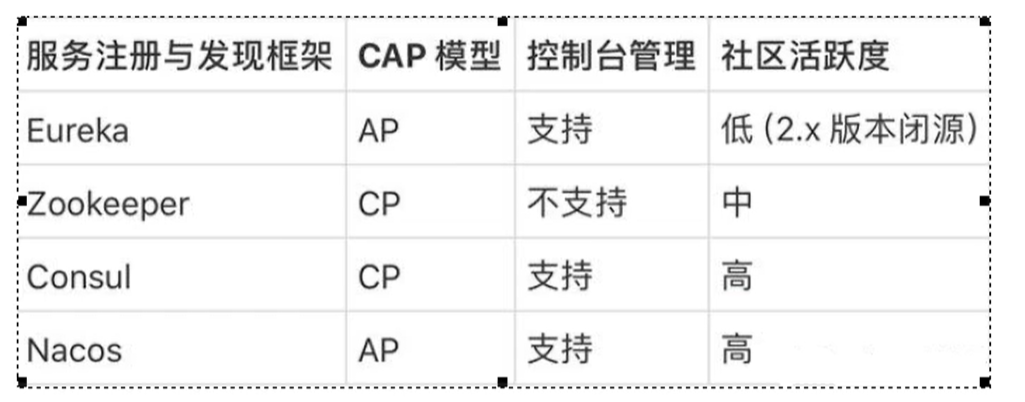 服务注册与发现框架 CAP 模型 控制台管理 社区活跃度
Eureka AP 支持 低 (2.x 版本闭源)
Zookeeper CP 不支持 中
Consul CP 支持 高
Nacos AP 支持 高